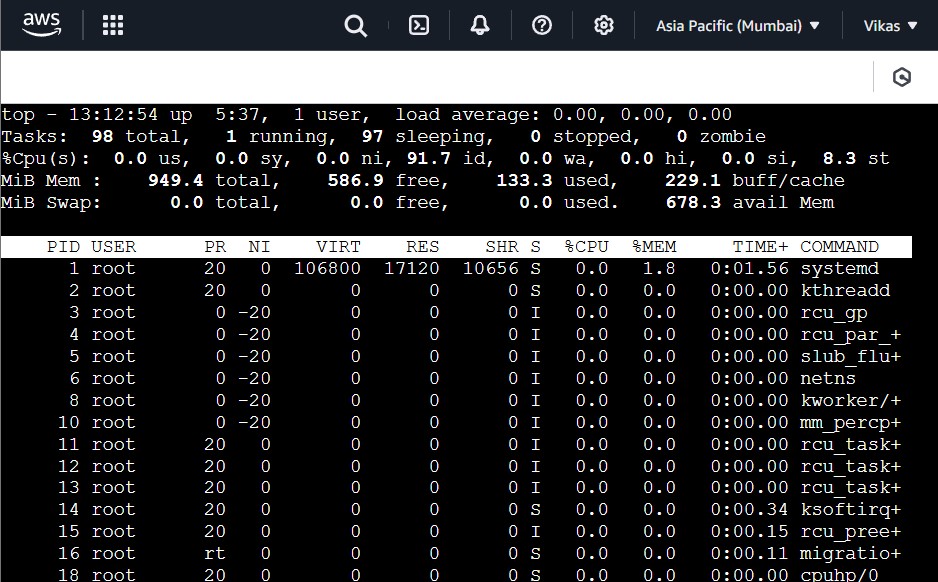 aws Asia Pacific (Mumbai) ▼ Vikas ▼
top - 13:12:54 up  5:37,  1 user,  load average: 0.00, 0.00, 0.00
Tasks:  98 total,   1 running,  97 sleeping,   0 stopped,   0 zombie
%Cpu(s):  0.0 us,  0.0 sy,  0.0 ni, 91.7 id,  0.0 wa,  0.0 hi,  0.0 si,  8.3 st
MiB Mem :    949.4 total,    586.9 free,    133.3 used,    229.1 buff/cache
MiB Swap:      0.0 total,      0.0 free,      0.0 used.    678.3 avail Mem
PID USER      PR  NI    VIRT    RES    SHR S  %CPU  %MEM     TIME+ COMMAND
1 root      20   0  106800  17120  10656 S   0.0   1.8   0:01.56 systemd
2 root      20   0       0      0      0 S   0.0   0.0   0:00.00 kthreadd
3 root       0 -20       0      0      0 I   0.0   0.0   0:00.00 rcu_gp
4 root       0 -20       0      0      0 I   0.0   0.0   0:00.00 rcu_par_+
5 root       0 -20       0      0      0 I   0.0   0.0   0:00.00 slub_flu+
6 root       0 -20       0      0      0 I   0.0   0.0   0:00.00 netns
8 root       0 -20       0      0      0 I   0.0   0.0   0:00.00 kworker/+
10 root       0 -20       0      0      0 I   0.0   0.0   0:00.00 mm_percp+
11 root      20   0       0      0      0 I   0.0   0.0   0:00.00 rcu_task+
12 root      20   0       0      0      0 I   0.0   0.0   0:00.00 rcu_task+
13 root      20   0       0      0      0 I   0.0   0.0   0:00.00 rcu_task+
14 root      20   0       0      0      0 S   0.0   0.0   0:00.34 ksoftirq+
15 root      20   0       0      0      0 I   0.0   0.0   0:00.15 rcu_pree+
16 root      rt   0       0      0      0 S   0.0   0.0   0:00.11 migratio+
18 root      20   0       0      0      0 S   0.0   0.0   0:00.00 cpuhp/0